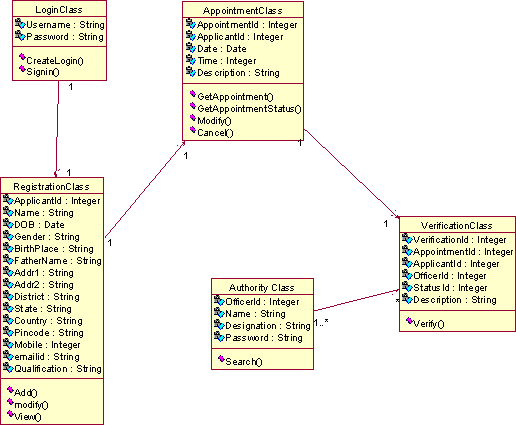 LoginClass
Username : String
Password : String
CreateLogin()
Signin()
1
1
AppointmentClass
AppointmentId : Integer
ApplicantId : Integer
Date : Date
Time : Integer
Description : String
GetAppointment()
GetAppointmentStatus()
Modify()
Cancel()
1
1
RegistrationClass
ApplicantId : Integer
Name : String
DOB : Date
Gender : String
BirthPlace : String
FatherName : String
Addr1 : String
Addr2 : String
District : String
State : String
Country : String
Pincode : String
Mobile : Integer
emailid : String
Qualification : String
Add()
modify()
View()
1
1
VerificationClass
VerificationId : Integer
AppointmentId : Integer
ApplicantId : Integer
OfficerId : Integer
Status Id : Integer
Description : String
Verify()
*
Authority Class
OfficerId : Integer
Name : String
Designation : String
Password : String
Search()
1..*